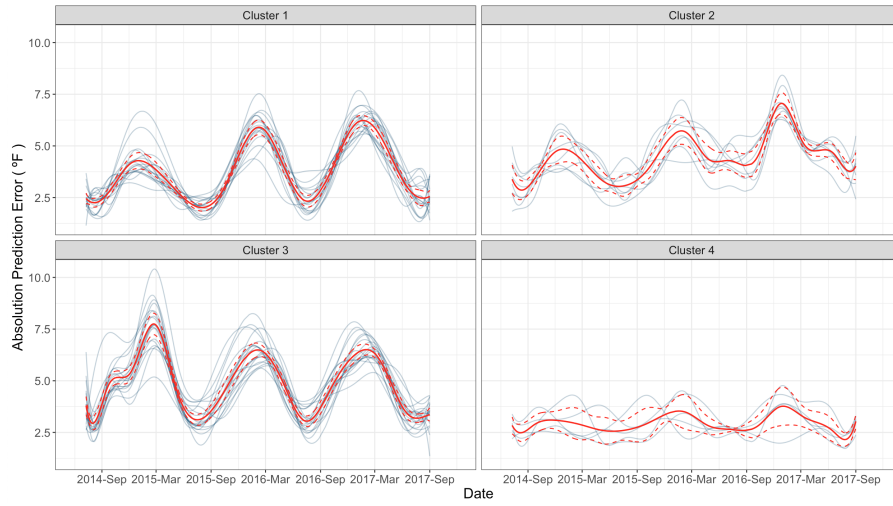 Cluster 1
Cluster 2
10.0
7.5
5.0
2.5
Cluster 3
Cluster 4
10.0
7.5
5.0
2.5
Absolution Prediction Error ( ºF )
2014-Sep 2015-Mar 2015-Sep 2016-Mar 2016-Sep 2017-Mar 2017-Sep
2014-Sep 2015-Mar 2015-Sep 2016-Mar 2016-Sep 2017-Mar 2017-Sep
Date